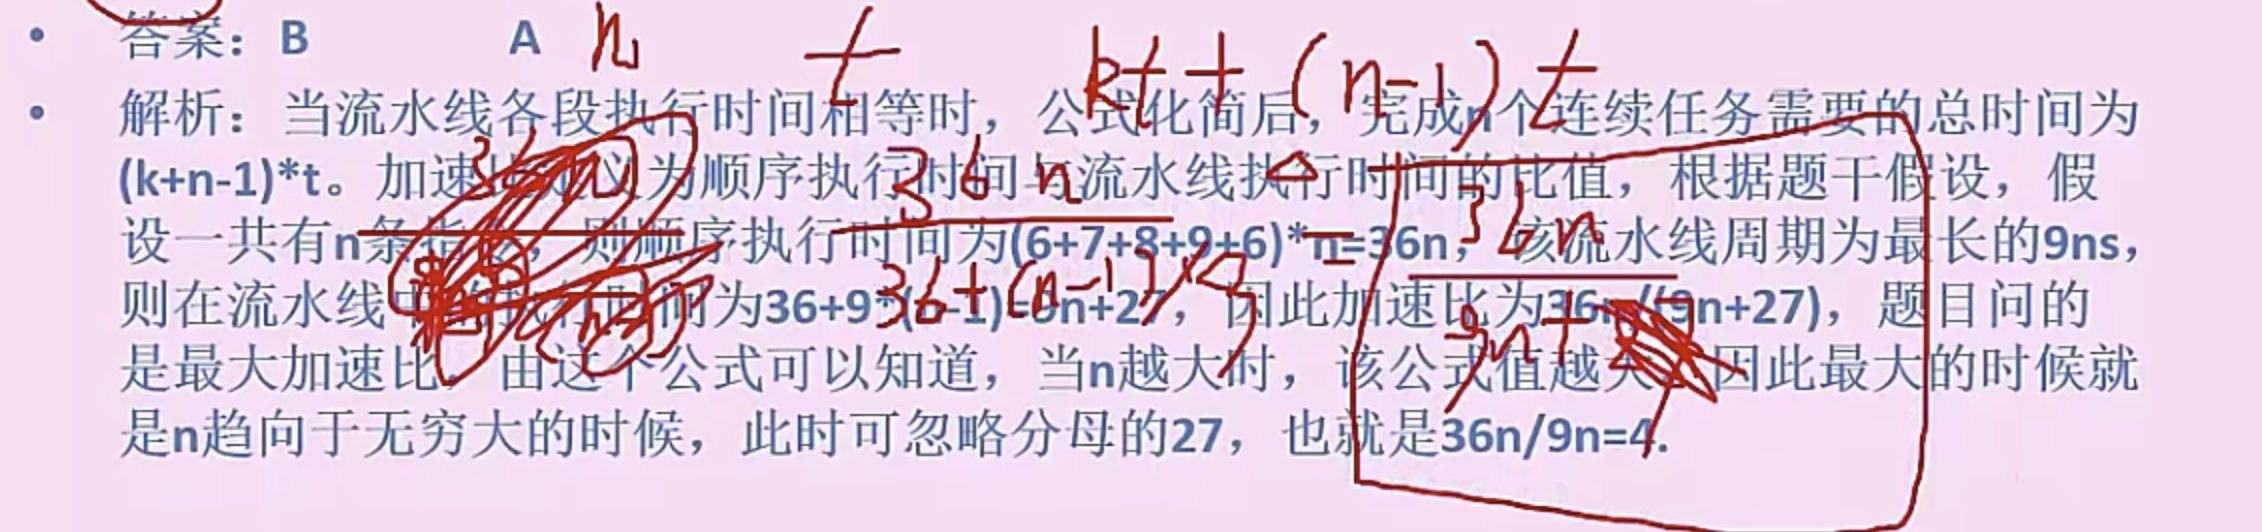 • 答案：B A n t kt + (n-1) t
• 解析：当流水线各段执行时间相等时，公式化简后，完成n个连续任务需要的总时间为
(k+n-1)*t。加速比定义为顺序执行时间与流水线执行时间的比值，根据题干假设，假
36n = 36n
设一共有n条指令，则顺序执行时间为(6+7+8+9+6)*n=36n，该流水线周期为最长的9ns，
36+(n-1)*9 9n+
则在流水线中的执行时间为36+9*(n-1)=9n+27，因此加速比为36n/(9n+27)，题目问的
是最大加速比，由这个公式可以知道，当n越大时，该公式值越大，因此最大的时候就
是n趋向于无穷大的时候，此时可忽略分母的27，也就是36n/9n=4.